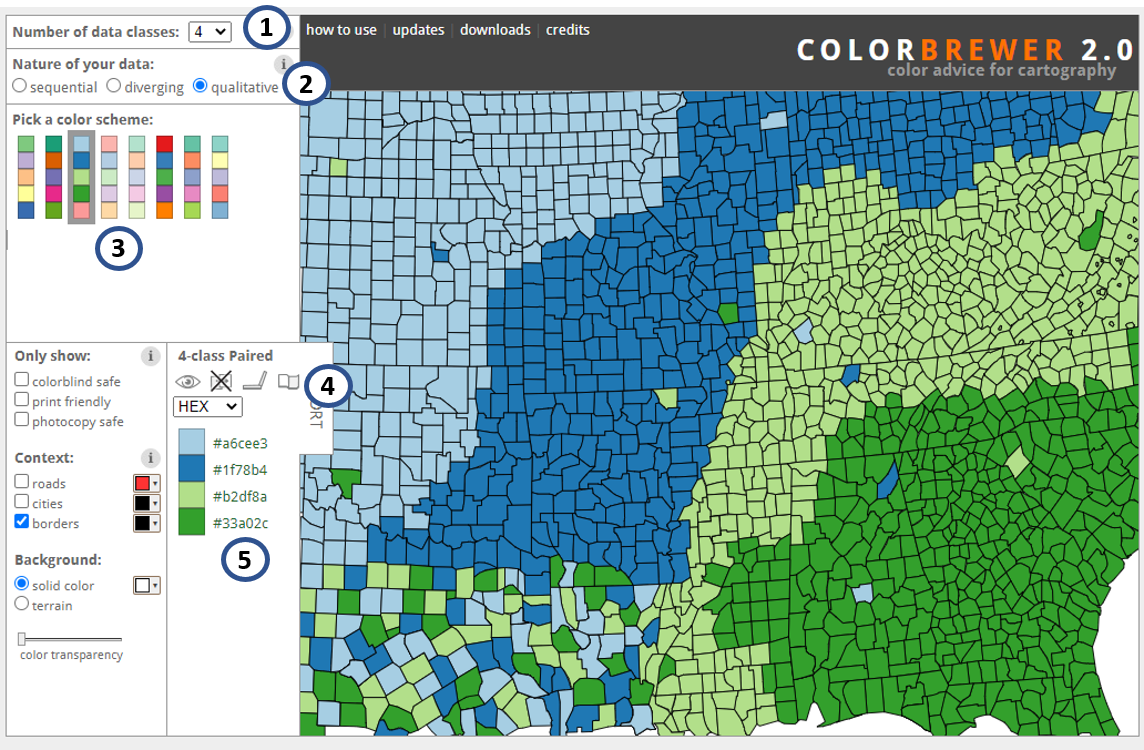 Number of data classes: 4
1
how to use | updates | downloads | credits
COLORBREWER 2.0
color advice for cartography
Nature of your data:
i
sequential diverging qualitative
2
Pick a color scheme:
3
Only show:
i
colorblind safe
print friendly
photocopy safe
Context:
i
roads
cities
borders
Background:
solid color
terrain
color transparency
4-class Paired
4
HEX
ORT
#a6cee3
#1f78b4
#b2df8a
#33a02c
5